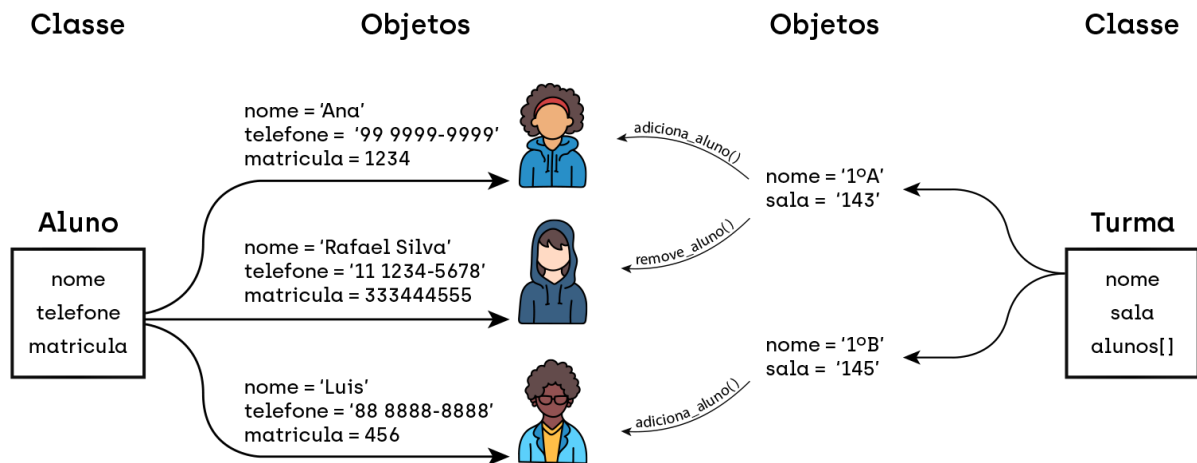 Classe
Objetos
Objetos
Classe
nome = 'Ana'
telefone = '99 9999-9999'
matricula = 1234
adiciona_aluno()
nome = '1ºA'
sala = '143'
Aluno
nome
telefone
matricula
nome = 'Rafael Silva'
telefone = '11 1234-5678'
matricula = 333444555
remove_aluno()
Turma
nome
sala
alunos[]
nome = '1ºB'
sala = '145'
nome = 'Luis'
telefone = '88 8888-8888'
matricula = 456
adiciona_aluno()